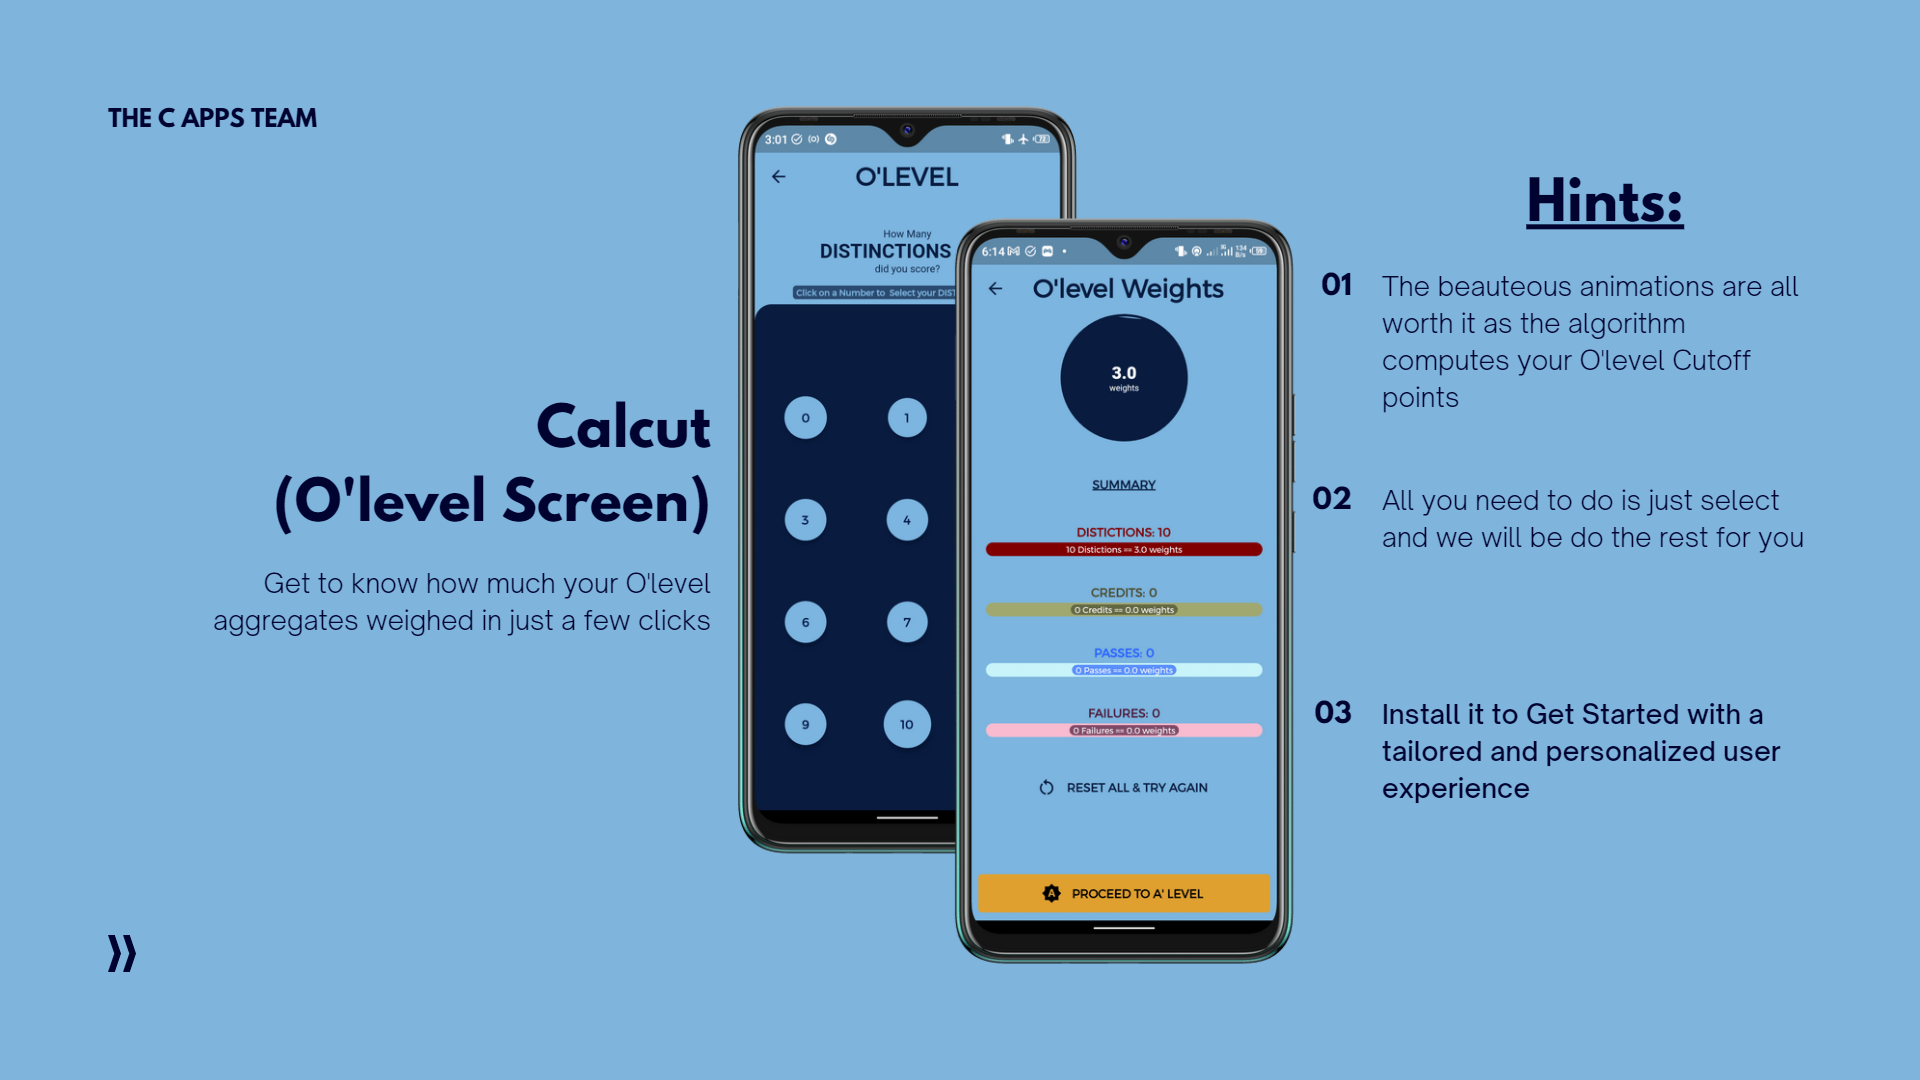 THE C APPS TEAM
Calcut
(O'level Screen)
Get to know how much your O'level
aggregates weighed in just a few clicks
3:01
O'LEVEL
How Many
DISTINCTIONS
did you score?
Click on a Number to Select your DIST
0
1
3
4
6
7
9
10
6:14
O'level Weights
3.0
weights
SUMMARY
DISTICTIONS: 10
10 Distictions == 3.0 weights
CREDITS: 0
0 Credits == 0.0 weights
PASSES: 0
0 Passes == 0.0 weights
FAILURES: 0
0 Failures == 0.0 weights
RESET ALL & TRY AGAIN
A PROCEED TO A' LEVEL
Hints:
01 The beauteous animations are all
worth it as the algorithm
computes your O'level Cutoff
points
02 All you need to do is just select
and we will be do the rest for you
03 Install it to Get Started with a
tailored and personalized user
experience